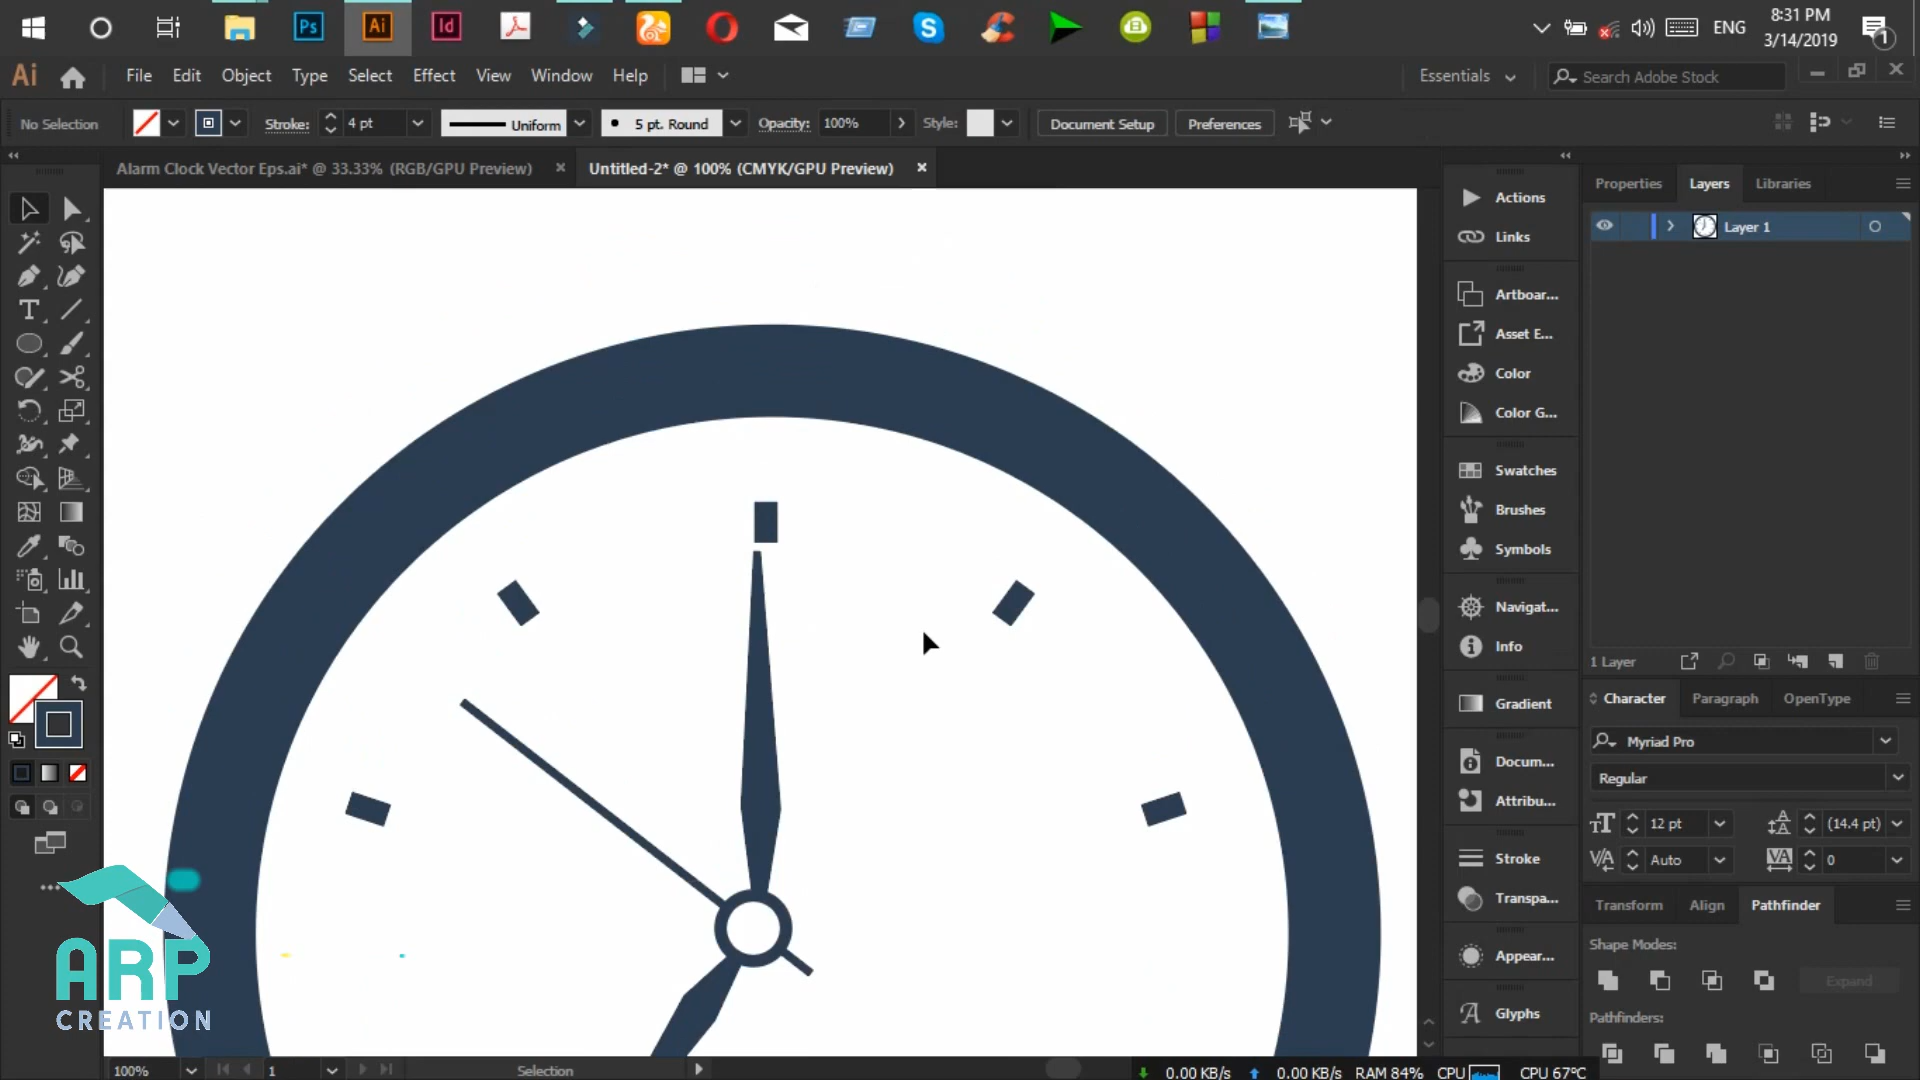 Ps
Ai
Id
ENG
8:31 PM
3/14/2019
1
Ai
File
Edit
Object
Type
Select
Effect
View
Window
Help
Essentials
Search Adobe Stock
No Selection
Stroke:
4 pt
Uniform
5 pt. Round
Opacity:
100%
Style:
Document Setup
Preferences
Alarm Clock Vector Eps.ai* @ 33.33% (RGB/GPU Preview)
Untitled-2* @ 100% (CMYK/GPU Preview)
Actions
Links
Artboar...
Asset E...
Color
Color G...
Swatches
Brushes
Symbols
Navigat...
Info
Gradient
Docum...
Attribu...
Stroke
Transpa...
Appear...
Glyphs
Properties
Layers
Libraries
Layer 1
1 Layer
Character
Paragraph
OpenType
Myriad Pro
Regular
12 pt
(14.4 pt)
Auto
0
Transform
Align
Pathfinder
Shape Modes:
Expand
Pathfinders:
ARP
CREATION
100%
1
Selection
0.00 KB/s
0.00 KB/s
RAM 84%
CPU
CPU 67°C